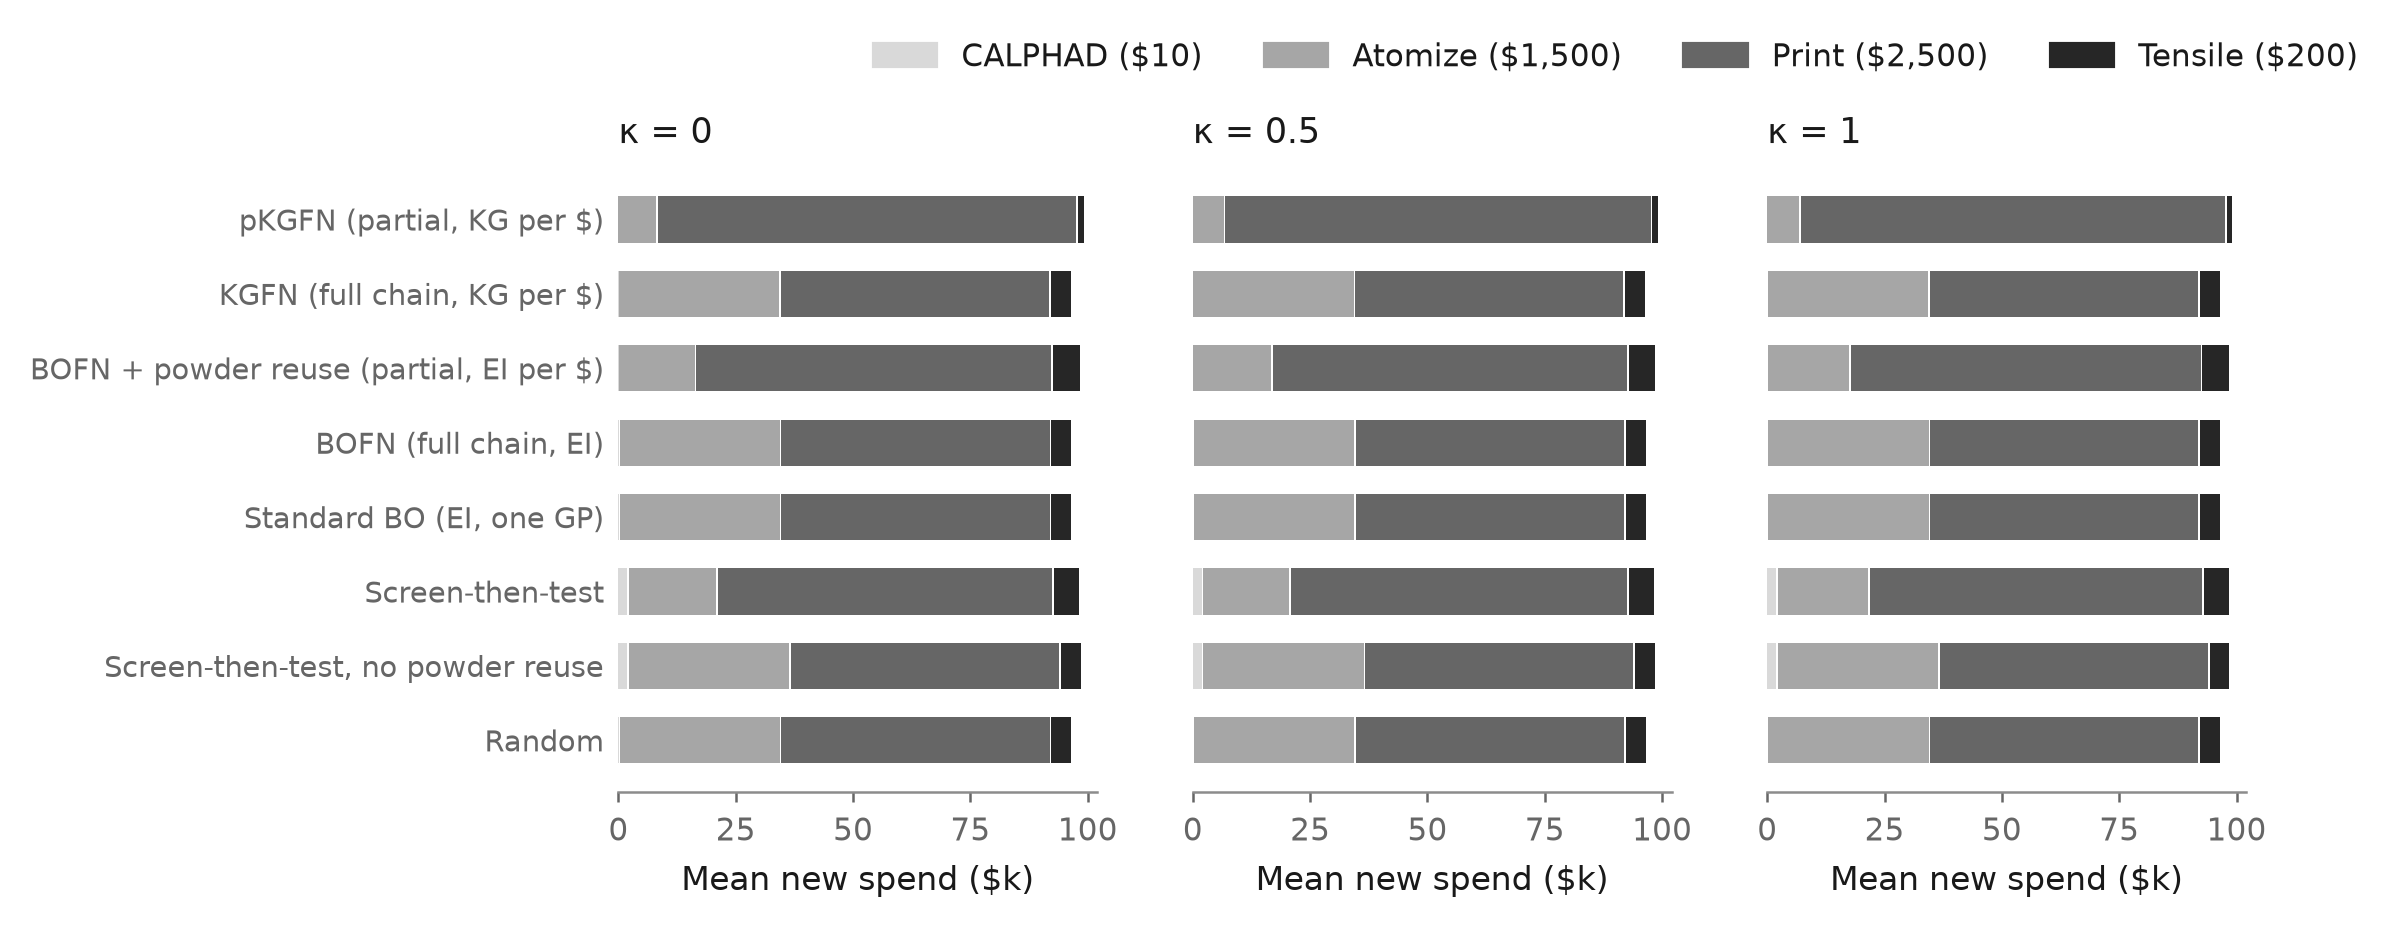 CALPHAD ($10) Atomize ($1,500) Print ($2,500) Tensile ($200)
κ = 0 κ = 0.5 κ = 1
pKGFN (partial, KG per $)
KGFN (full chain, KG per $)
BOFN + powder reuse (partial, EI per $)
BOFN (full chain, EI)
Standard BO (EI, one GP)
Screen-then-test
Screen-then-test, no powder reuse
Random
0 25 50 75 100 0 25 50 75 100 0 25 50 75 100
Mean new spend ($k) Mean new spend ($k) Mean new spend ($k)